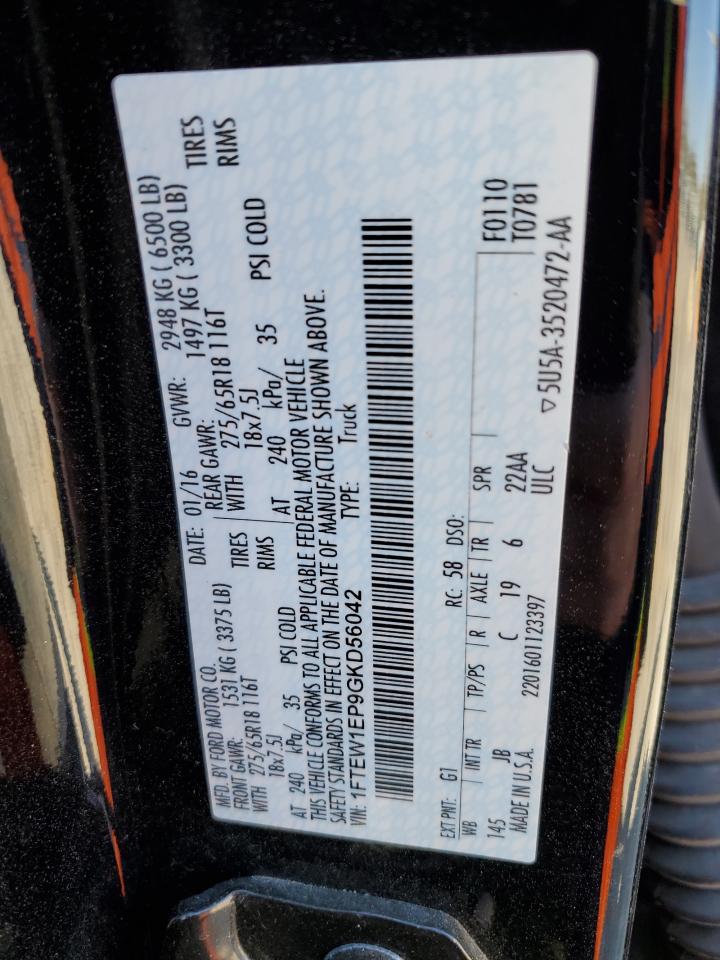 MFD. BY FORD MOTOR CO. DATE: 01/16 GVWR: 2948 KG ( 6500 LB)
FRONT GAWR: 1531 KG ( 3375 LB) REAR GAWR: 1497 KG ( 3300 LB)
WITH 275/65R18 116T TIRES WITH 275/65R18 116T TIRES
18x7.5J RIMS 18x7.5J RIMS
AT 240 kPa/ 35 PSI COLD AT 240 kPa/ 35 PSI COLD
THIS VEHICLE CONFORMS TO ALL APPLICABLE FEDERAL MOTOR VEHICLE
SAFETY STANDARDS IN EFFECT ON THE DATE OF MANUFACTURE SHOWN ABOVE.
VIN: 1FTEW1EP9GKD56042 TYPE: Truck
EXT PNT: G1 RC: 58 DSO: F0110
WB INT TR TP/PS R AXLE TR SPR T0781
145 JB C 19 6 22AA
MADE IN U.S.A. 2201601123397 ULC ▽5U5A-3520472-AA